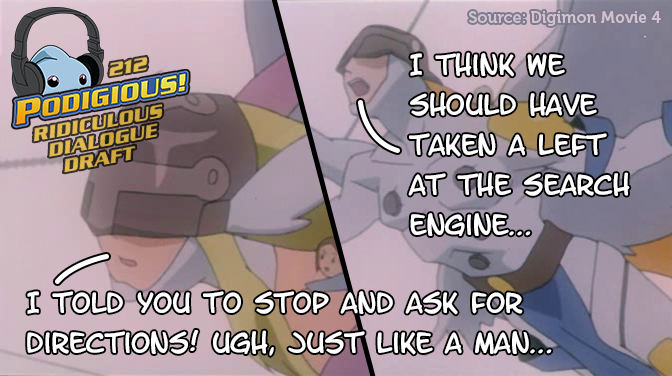 Source: Digimon Movie 4
212
PODIGIOUS!
RIDICULOUS
DIALOGUE
DRAFT
I THINK WE
SHOULD HAVE
TAKEN A LEFT
AT THE SEARCH
ENGINE...
I TOLD YOU TO STOP AND ASK FOR
DIRECTIONS! UGH, JUST LIKE A MAN...